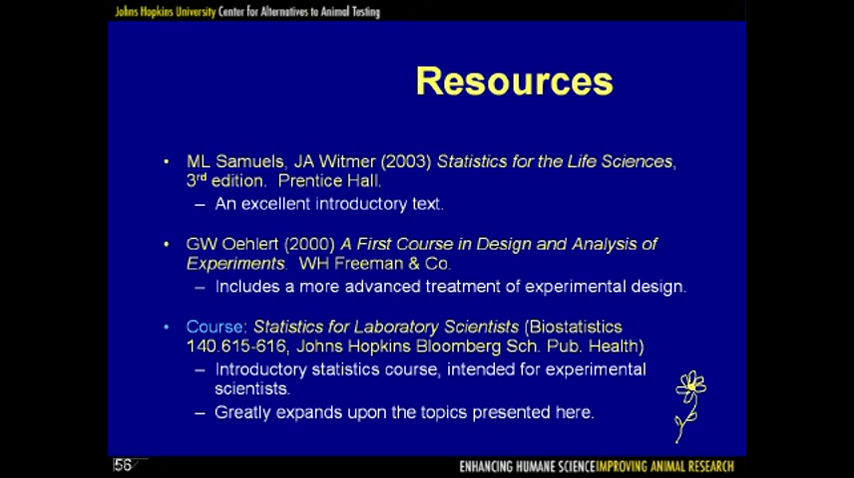 Johns Hopkins University Center for Alternatives to Animal Testing
Resources
• ML Samuels, JA Witmer (2003) Statistics for the Life Sciences,
3rd edition. Prentice Hall.
– An excellent introductory text.
• GW Oehlert (2000) A First Course in Design and Analysis of
Experiments. WH Freeman & Co.
– Includes a more advanced treatment of experimental design.
• Course: Statistics for Laboratory Scientists (Biostatistics
140.615-616, Johns Hopkins Bloomberg Sch. Pub. Health)
– Introductory statistics course, intended for experimental
scientists.
– Greatly expands upon the topics presented here.
56
ENHANCING HUMANE SCIENCEIMPROVING ANIMAL RESEARCH